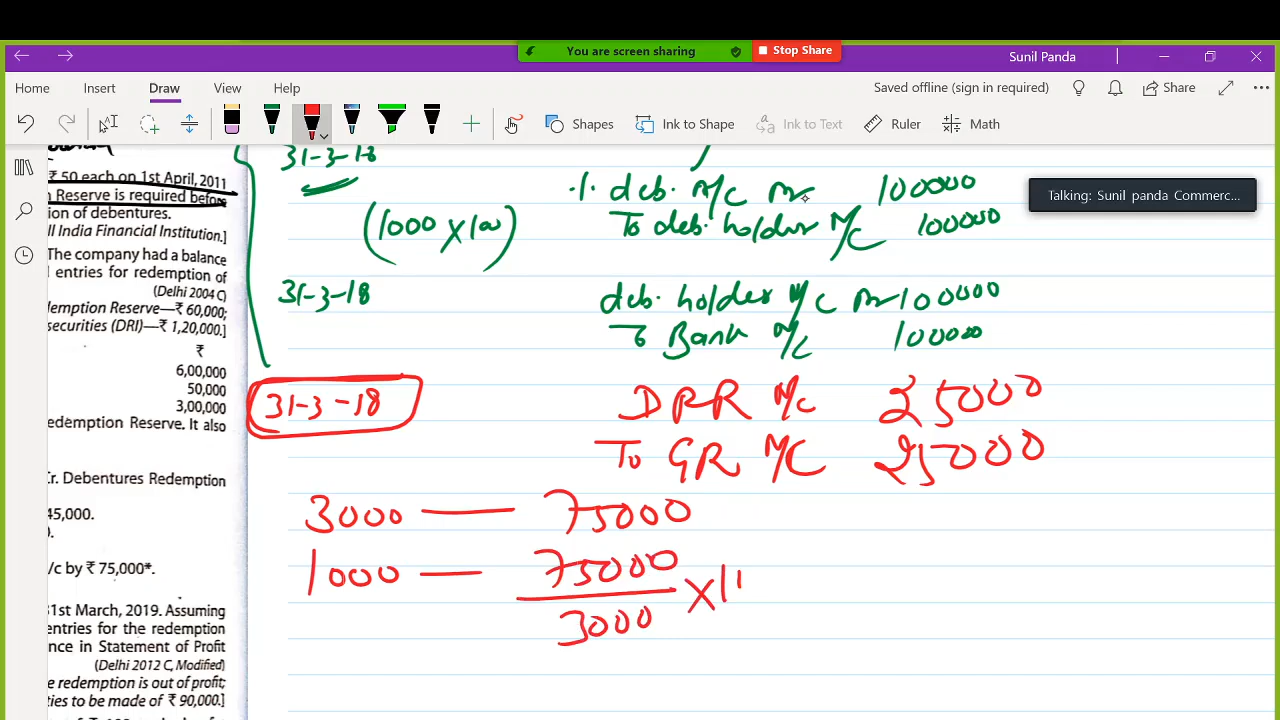 You are screen sharing
Stop Share
Sunil Panda
Home Insert Draw View Help
Saved offline (sign in required)
Share
Shapes
Ink to Shape
Ink to Text
Ruler
Math
Talking: Sunil panda Commerc...
₹ 50 each on 1st April, 2011
n Reserve is required before
ion of debentures.
ll India Financial Institution.]
The company had a balance
l entries for redemption of
(Delhi 2004 C)
emption Reserve—₹ 60,000;
securities (DRI)—₹ 1,20,000.]
₹
6,00,000
50,000
3,00,000
edemption Reserve. It also
r. Debentures Redemption
45,000.
/c by ₹ 75,000*.
31st March, 2019. Assuming
entries for the redemption
nce in Statement of Profit
(Delhi 2012 C, Modified)
e redemption is out of profit;
ties to be made of ₹ 90,000.]
31-3-18
·/. deb. A/C Dr 100000
(1000 X 100)
To deb. holder A/C 100000
31-3-18
deb. holder A/C Dr 100000
To Bank A/C 100000
31-3-18
DRR A/C 25000
To GR A/C 25000
3000 — 75000
1000 — 75000
3000
X 1